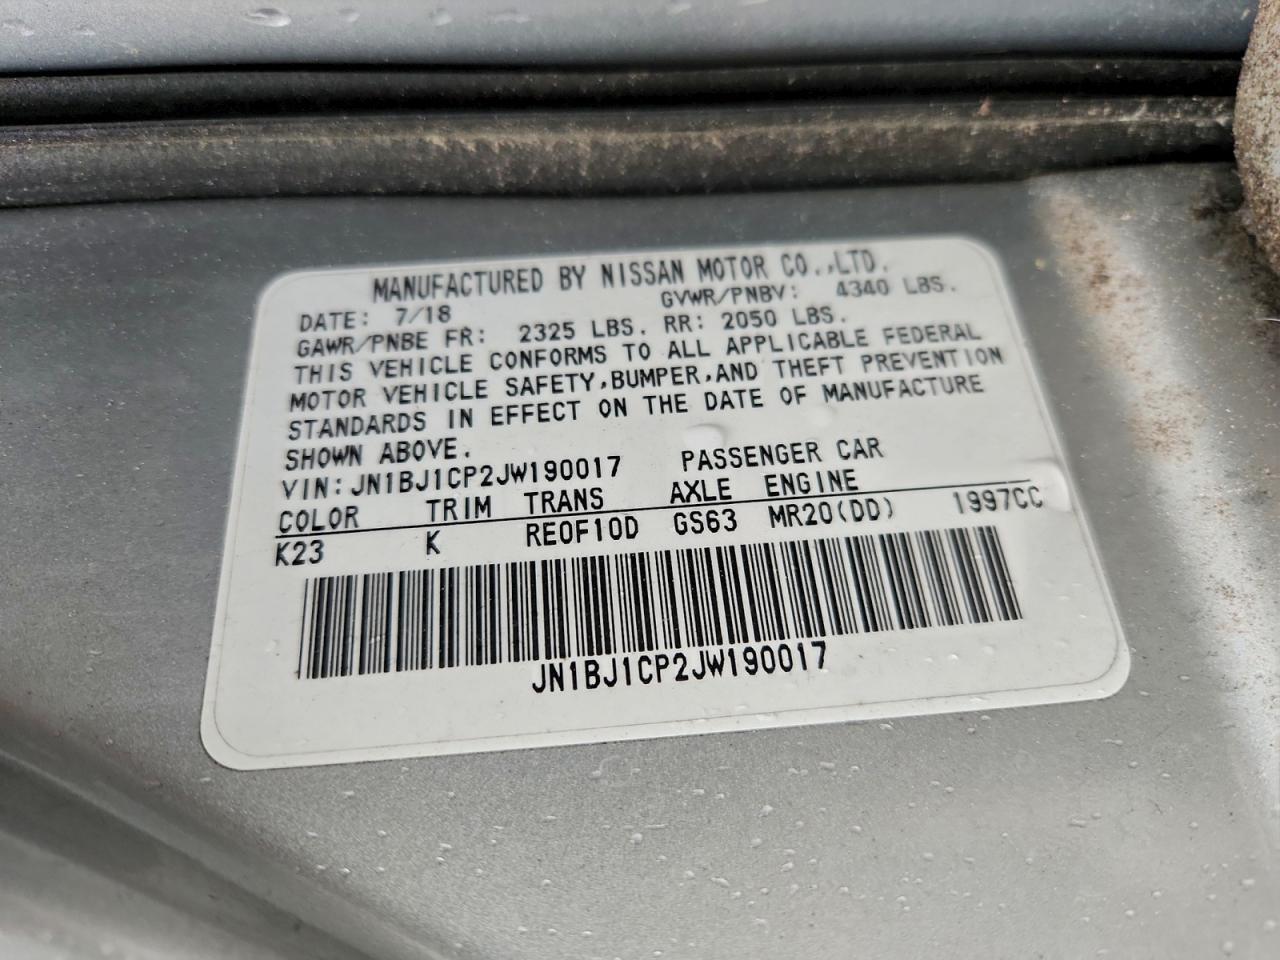 MANUFACTURED BY NISSAN MOTOR CO.,LTD.
DATE: 7/18 GVWR/PNBV: 4340 LBS.
GAWR/PNBE FR: 2325 LBS. RR: 2050 LBS.
THIS VEHICLE CONFORMS TO ALL APPLICABLE FEDERAL
MOTOR VEHICLE SAFETY,BUMPER,AND THEFT PREVENTION
STANDARDS IN EFFECT ON THE DATE OF MANUFACTURE
SHOWN ABOVE.
VIN:JN1BJ1CP2JW190017 PASSENGER CAR
COLOR TRIM TRANS AXLE ENGINE
K23 K RE0F10D GS63 MR20(DD) 1997CC
JN1BJ1CP2JW190017